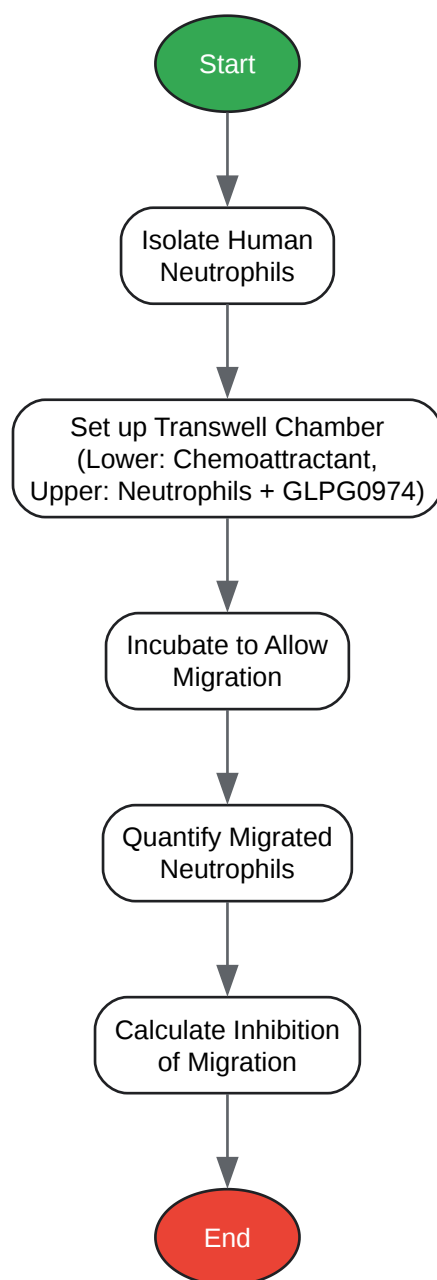 Start
Isolate Human
Neutrophils
Set up Transwell Chamber
(Lower: Chemoattractant,
Upper: Neutrophils + GLPG0974)
Incubate to Allow
Migration
Quantify Migrated
Neutrophils
Calculate Inhibition
of Migration
End